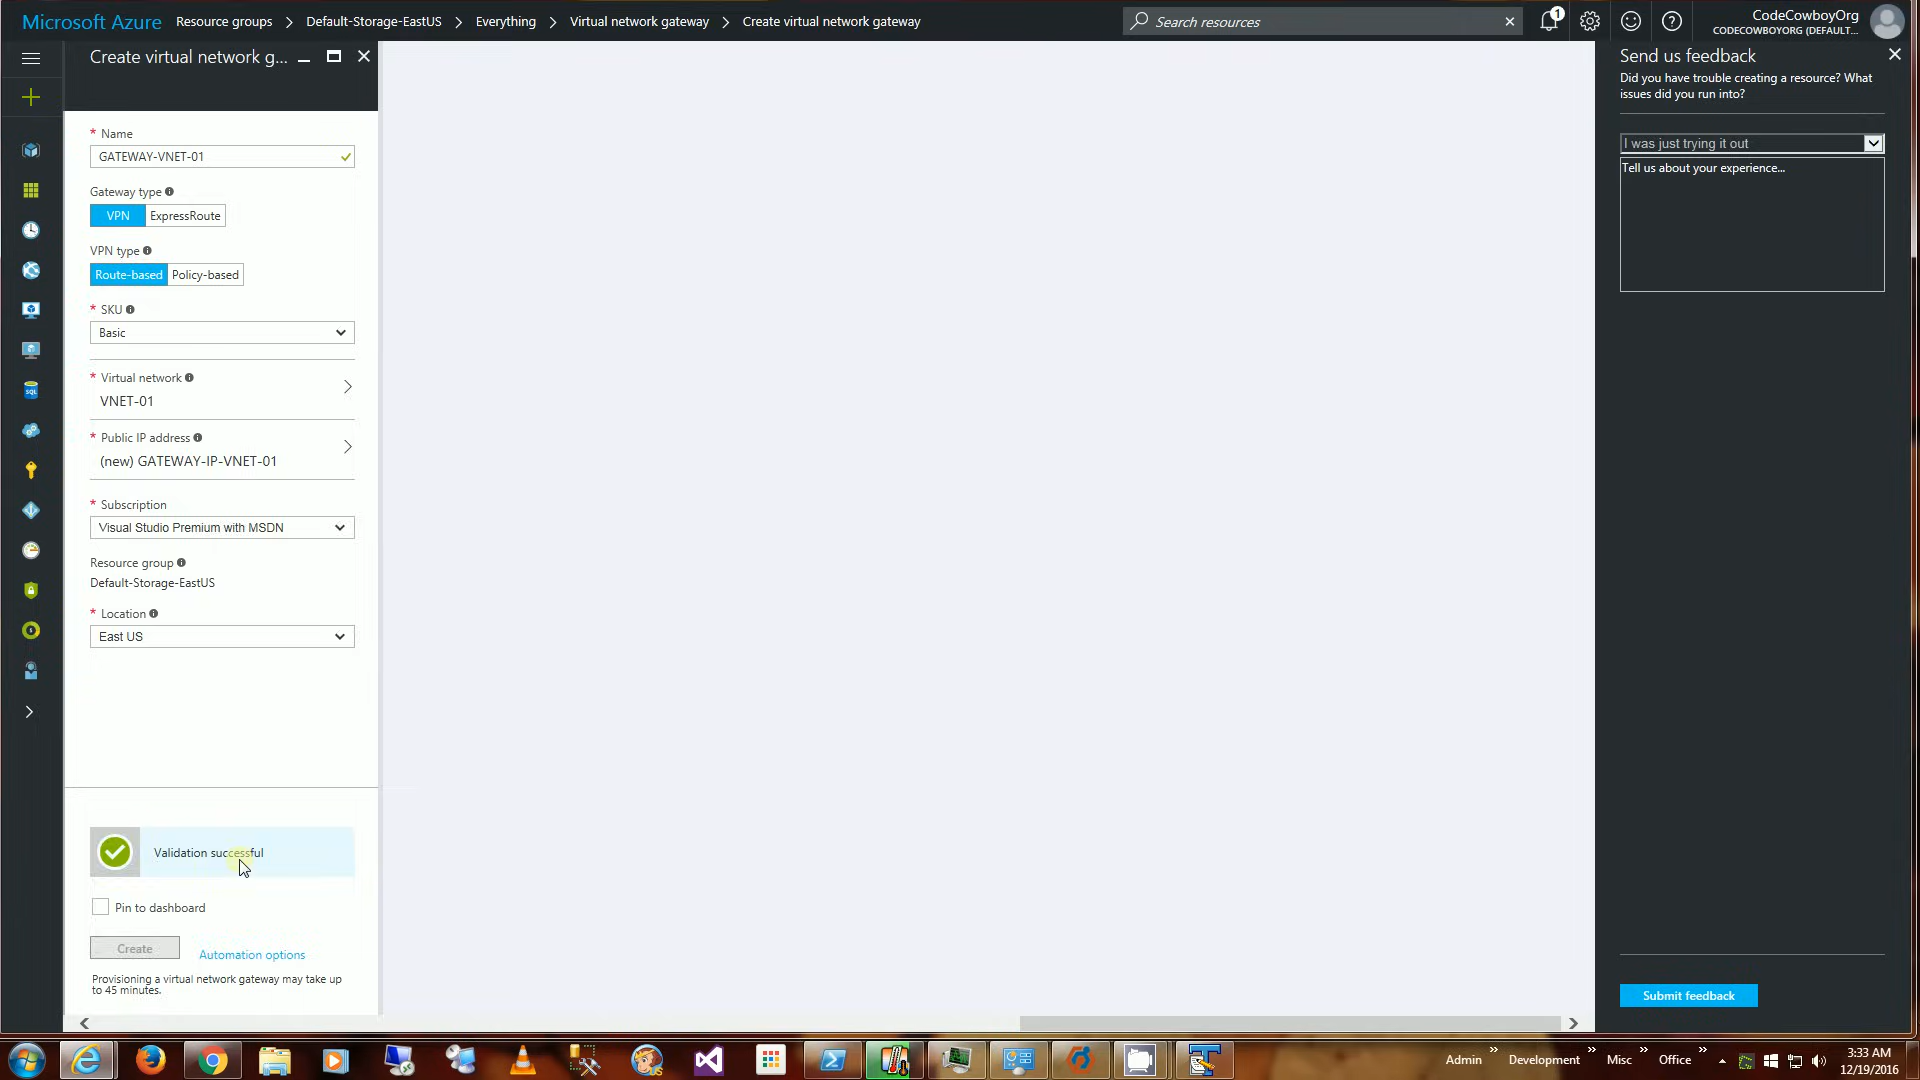 Microsoft Azure Resource groups Default-Storage-EastUS Everything Virtual network gateway Create virtual network gateway
Search resources
1
CodeCowboyOrg
CODECOWBOYORG (DEFAULT...
Create virtual network g...
* Name
GATEWAY-VNET-01
Gateway type
VPN ExpressRoute
VPN type
Route-based Policy-based
* SKU
Basic
* Virtual network
VNET-01
* Public IP address
(new) GATEWAY-IP-VNET-01
* Subscription
Visual Studio Premium with MSDN
Resource group
Default-Storage-EastUS
* Location
East US
Validation successful
Pin to dashboard
Create
Automation options
Provisioning a virtual network gateway may take up
to 45 minutes.
Send us feedback
Did you have trouble creating a resource? What
issues did you run into?
I was just trying it out
Tell us about your experience...
Submit feedback
SQL
Admin
Development
Misc
Office
3:33 AM
12/19/2016